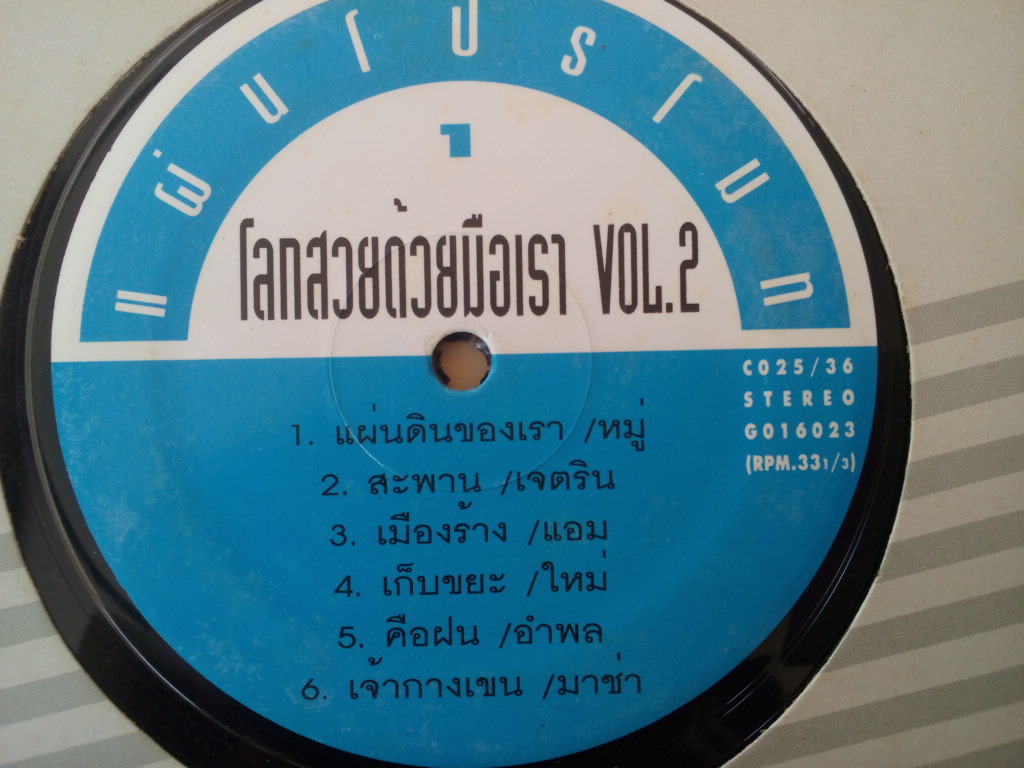 แผ่นโปรโมท
1
โลกสวยด้วยมือเรา VOL.2
CO25/36
STEREO
GO16023
(RPM.33 1/3)
1. แผ่นดินของเรา /หมู่
2. สะพาน /เจตริน
3. เมืองร้าง /แอม
4. เก็บขยะ /ใหม่
5. คือฝน /อำพล
6. เจ้ากางเขน /มาช่า